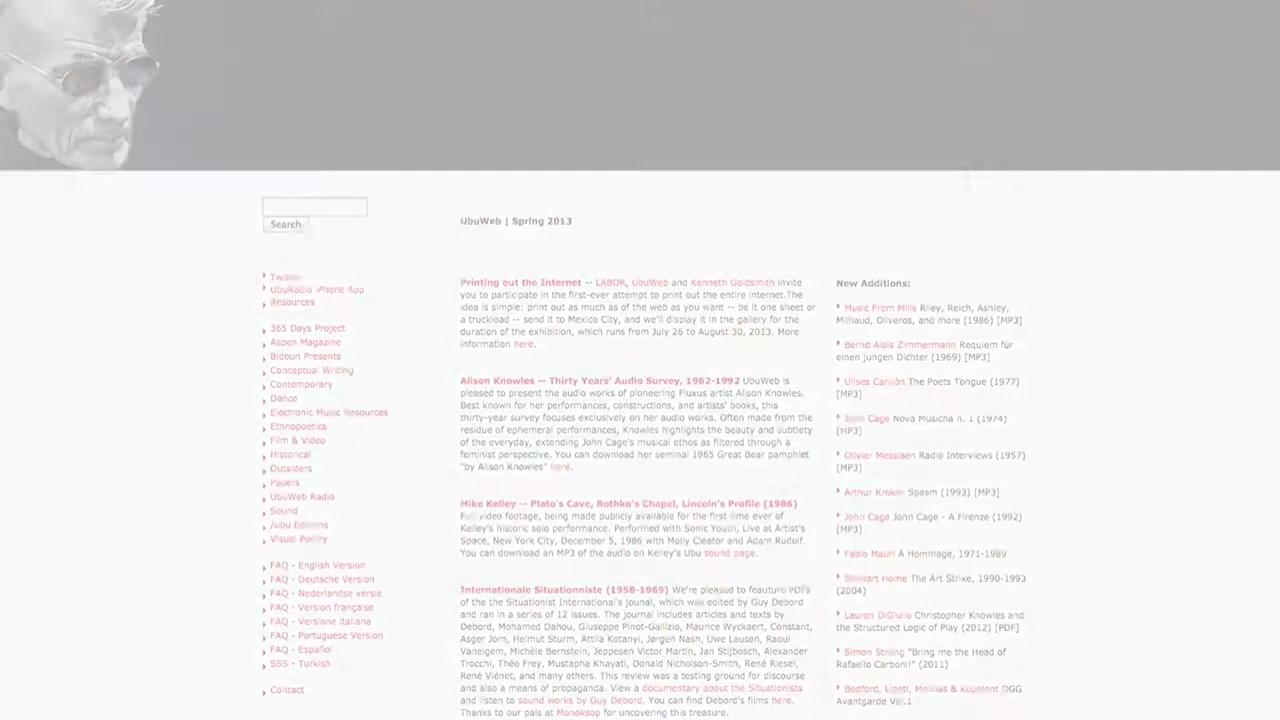 Search
UbuWeb | Spring 2013
Twitter
UbuRadio iPhone App
Resources
365 Days Project
Aspen Magazine
Bidoun Presents
Conceptual Writing
Contemporary
Dance
Electronic Music Resources
Ethnopoetics
Film & Video
Historical
Outsiders
Papers
UbuWeb Radio
Sound
/ubu Editions
Visual Poetry
FAQ - English Version
FAQ - Deutsche Version
FAQ - Nederlandse versie
FAQ - Version française
FAQ - Versione italiana
FAQ - Portuguese Version
FAQ - Español
SSS - Turkish
Contact
Printing out the Internet -- LABOR, UbuWeb and Kenneth Goldsmith invite
you to participate in the first-ever attempt to print out the entire internet.The
idea is simple: print out as much as of the web as you want -- be it one sheet or
a truckload -- send it to Mexico City, and we'll display it in the gallery for the
duration of the exhibition, which runs from July 26 to August 30, 2013. More
information here.
Alison Knowles -- Thirty Years' Audio Survey, 1962-1992 UbuWeb is
pleased to present the audio works of pioneering Fluxus artist Alison Knowles.
Best known for her performances, constructions, and artists' books, this
thirty-year survey focuses exclusively on her audio works. Often made from the
residue of ephemeral performances, Knowles highlights the beauty and subtlety
of the everyday, extending John Cage's musical ethos as filtered through a
feminist perspective. You can download her seminal 1965 Great Bear pamphlet
"by Alison Knowles" here.
Mike Kelley -- Plato's Cave, Rothko's Chapel, Lincoln's Profile (1986)
Full video footage, being made publicly available for the first time ever of
Kelley's historic solo performance. Performed with Sonic Youth, Live at Artist's
Space, New York City, December 5, 1986 with Molly Cleator and Adam Rudolf.
You can download an MP3 of the audio on Kelley's Ubu sound page.
Internationale Situationniste (1958-1969) We're pleased to feauture PDFs
of the the Situationist International's jounal, which was edited by Guy Debord
and ran in a series of 12 issues. The journal includes articles and texts by
Debord, Mohamed Dahou, Giuseppe Pinot-Gallizio, Maurice Wyckaert, Constant,
Asger Jorn, Helmut Sturm, Attila Kotanyi, Jørgen Nash, Uwe Lausen, Raoul
Vaneigem, Michèle Bernstein, Jeppesen Victor Martin, Jan Stijbosch, Alexander
Trocchi, Théo Frey, Mustapha Khayati, Donald Nicholson-Smith, René Riesel,
René Viénet, and many others. This review was a testing ground for discourse
and also a means of propaganda. View a documentary about the Situationists
and listen to sound works by Guy Debord. You can find Debord's films here.
Thanks to our pals at Monoksop for uncovering this treasure.
New Additions:
Music From Mills Riley, Reich, Ashley,
Milhaud, Oliveros, and more (1986) [MP3]
Bernd Alois Zimmermann Requiem für
einen jungen Dichter (1969) [MP3]
Ulises Carrión The Poets Tongue (1977)
[MP3]
John Cage Nova Musicha n. 1 (1974)
[MP3]
Olivier Messiaen Radio Interviews (1957)
[MP3]
Arthur Kroker Spasm (1993) [MP3]
John Cage John Cage - A Firenze (1992)
[MP3]
Fabio Mauri A Hommage, 1971-1989
Stewart Home The Art Strike, 1990-1993
(2004)
Lauren DiGiulio Christopher Knowles and
the Structured Logic of Play (2012) [PDF]
Simon Strong "Bring me the Head of
Rafaello Carboni!" (2011)
Bedford, Ligeti, & Kopelent DGG
Avantgarde Vol.1